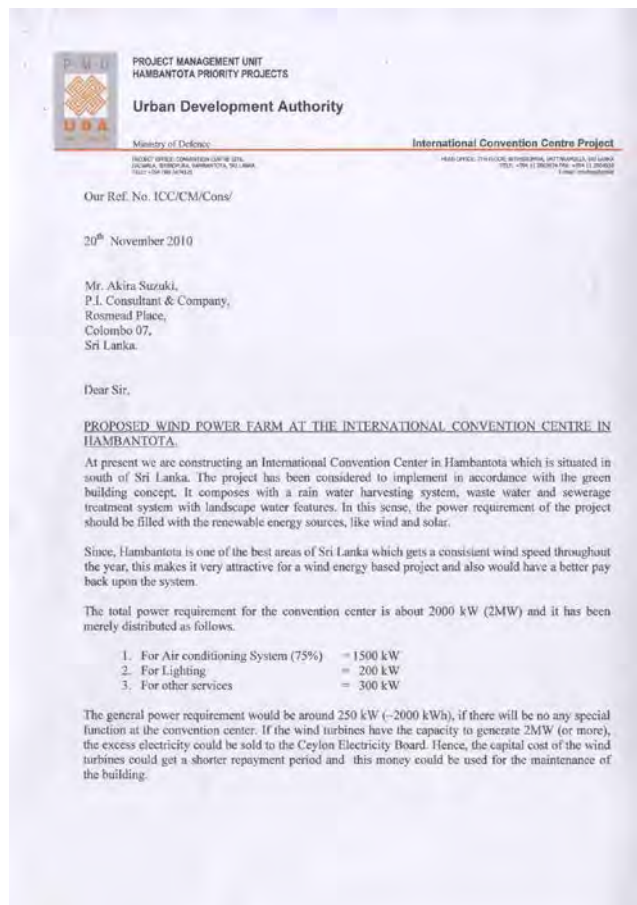 P M U
PROJECT MANAGEMENT UNIT
HAMBANTOTA PRIORITY PROJECTS
Urban Development Authority
U D A
Ministry of Defence
International Convention Centre Project
Our Ref. No. ICC/CM/Cons/
20th November 2010
Mr. Akira Suzuki,
P.I. Consultant & Company,
Rosmead Place,
Colombo 07,
Sri Lanka.
Dear Sir,
PROPOSED WIND POWER FARM AT THE INTERNATIONAL CONVENTION CENTRE IN
HAMBANTOTA.
At present we are constructing an International Convention Center in Hambantota which is situated in
south of Sri Lanka. The project has been considered to implement in accordance with the green
building concept. It composes with a rain water harvesting system, waste water and sewerage
treatment system with landscape water features. In this sense, the power requirement of the project
should be filled with the renewable energy sources, like wind and solar.
Since, Hambantota is one of the best areas of Sri Lanka which gets a consistent wind speed throughout
the year, this makes it very attractive for a wind energy based project and also would have a better pay
back upon the system.
The total power requirement for the convention center is about 2000 kW (2MW) and it has been
merely distributed as follows.
1. For Air conditioning System (75%) = 1500 kW
2. For Lighting = 200 kW
3. For other services = 300 kW
The general power requirement would be around 250 kW (~2000 kWh), if there will be no any special
function at the convention center. If the wind turbines have the capacity to generate 2MW (or more),
the excess electricity could be sold to the Ceylon Electricity Board. Hence, the capital cost of the wind
turbines could get a shorter repayment period and this money could be used for the maintenance of
the building.